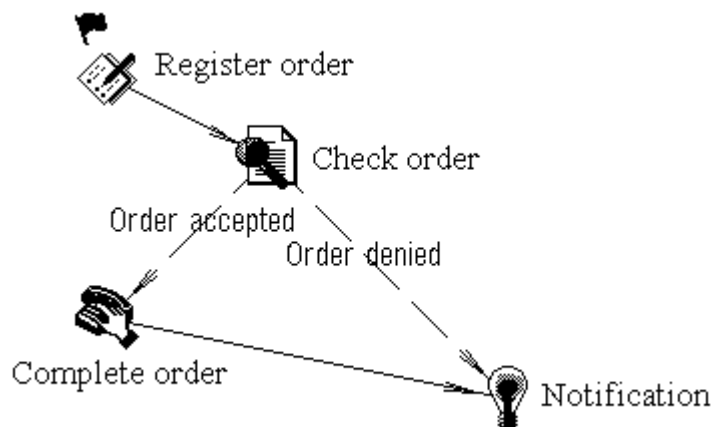 Register order
Check order
Order accepted
Order denied
Complete order
Notification